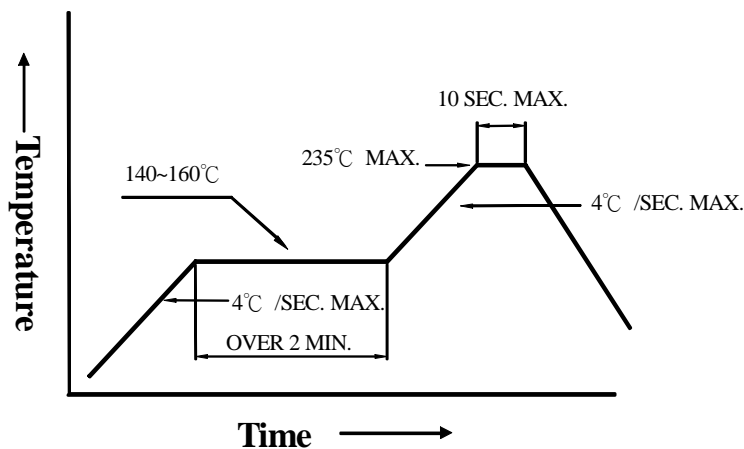 10 SEC. MAX.
235℃ MAX.
140~160℃
4℃ /SEC. MAX.
4℃ /SEC. MAX.
OVER 2 MIN.
Temperature
Time